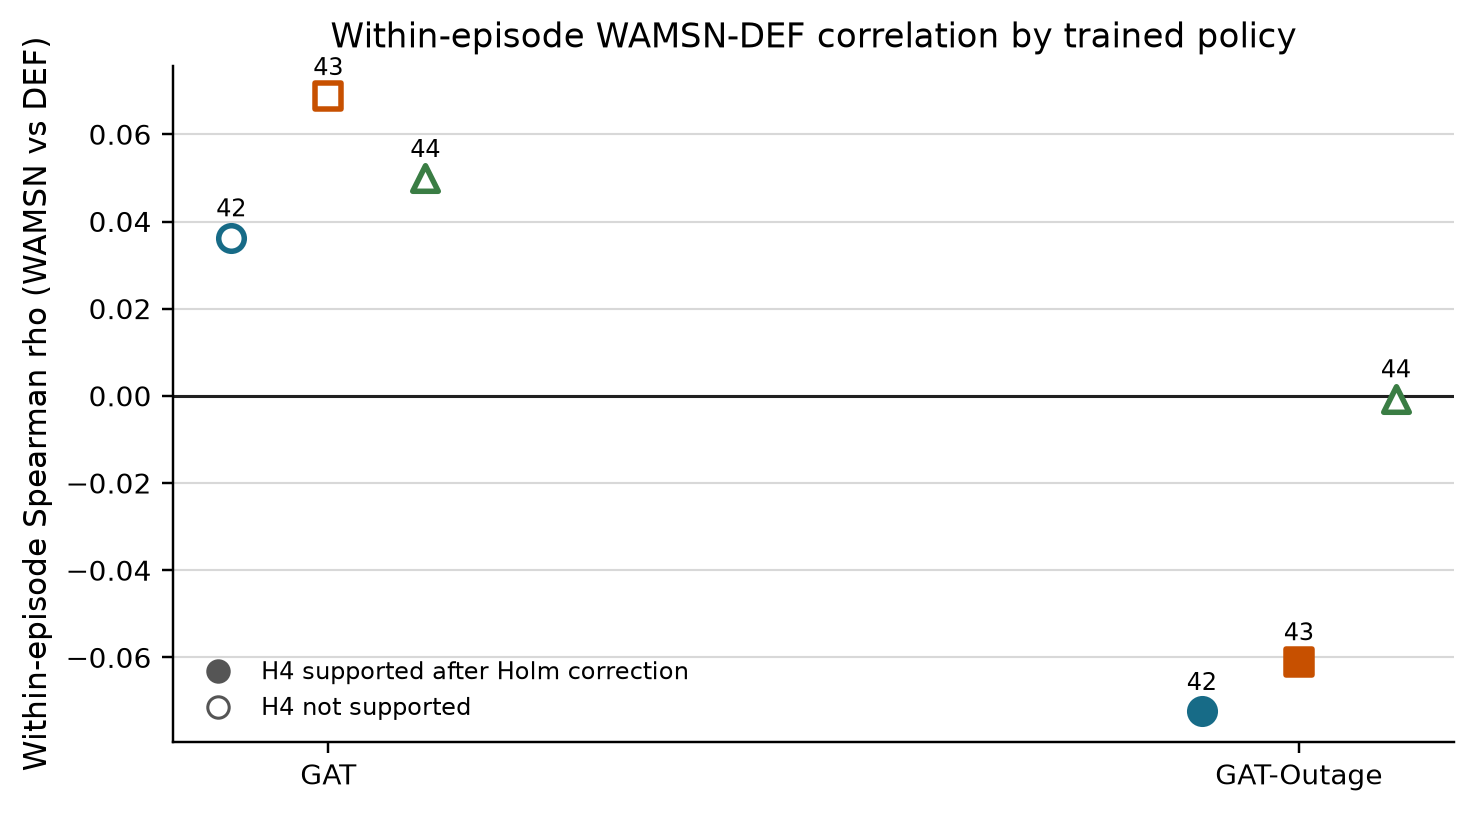 Within-episode WAMSN-DEF correlation by trained policy
Within-episode Spearman rho (WAMSN vs DEF)
0.06
0.04
0.02
0.00
−0.02
−0.04
−0.06
43
44
42
44
43
42
H4 supported after Holm correction
H4 not supported
GAT
GAT-Outage